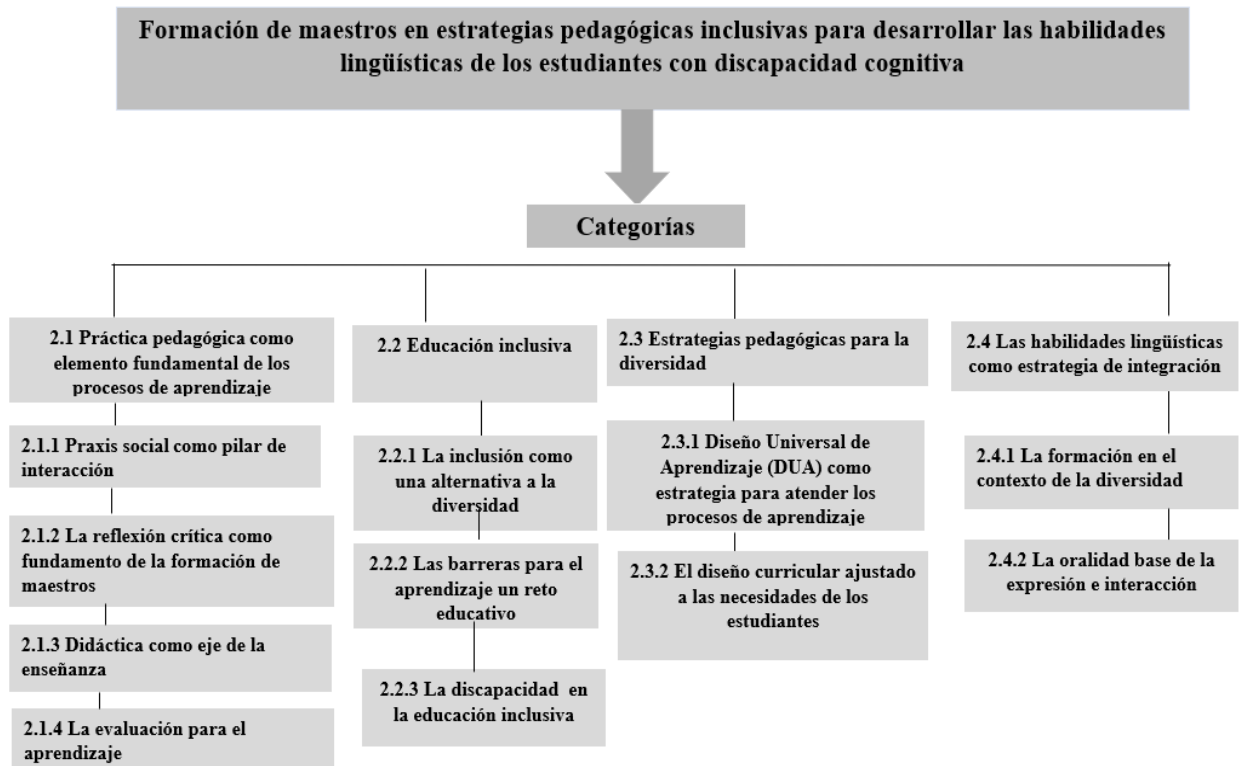 Formación de maestros en estrategias pedagógicas inclusivas para desarrollar las habilidades
lingüísticas de los estudiantes con discapacidad cognitiva
Categorías
2.1 Práctica pedagógica como
elemento fundamental de los
procesos de aprendizaje
2.1.1 Praxis social como pilar de
interacción
2.1.2 La reflexión crítica como
fundamento de la formación de
maestros
2.1.3 Didáctica como eje de la
enseñanza
2.1.4 La evaluación para el
aprendizaje
2.2 Educación inclusiva
2.2.1 La inclusión como
una alternativa a la
diversidad
2.2.2 Las barreras para el
aprendizaje un reto
educativo
2.2.3 La discapacidad en
la educación inclusiva
2.3 Estrategias pedagógicas para la
diversidad
2.3.1 Diseño Universal de
Aprendizaje (DUA) como
estrategia para atender los
procesos de aprendizaje
2.3.2 El diseño curricular ajustado
a las necesidades de los
estudiantes
2.4 Las habilidades lingüísticas
como estrategia de integración
2.4.1 La formación en el
contexto de la diversidad
2.4.2 La oralidad base de la
expresión e interacción